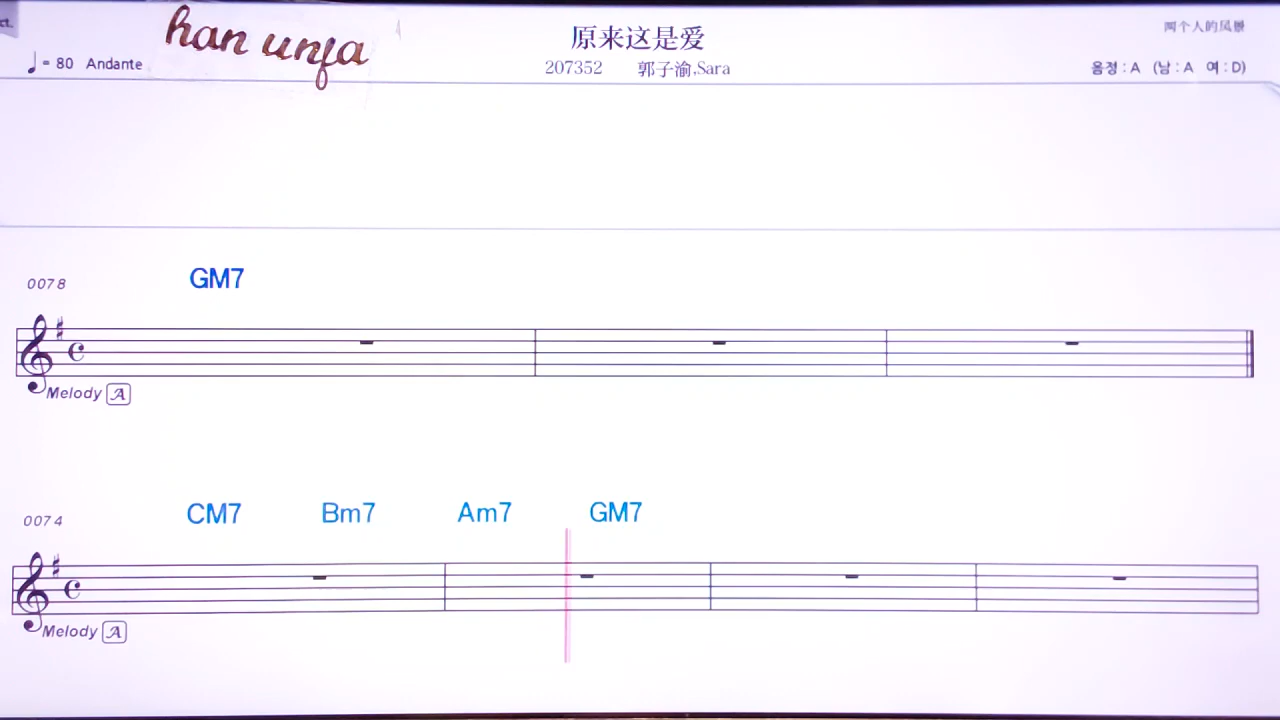 ct.
han unfa
原来这是爱
两个人的风景
♩= 80 Andante
207352 郭子渝,Sara
음정 : A (남 : A 여 : D)
0078
GM7
Melody A
0074
CM7 Bm7 Am7 GM7
Melody A